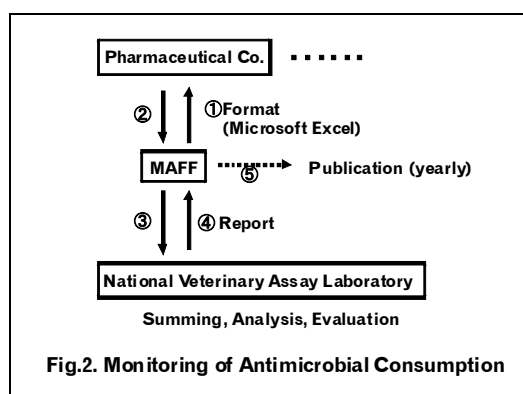 Pharmaceutical Co. ......
② ①Format
(Microsoft Excel)
MAFF ⑤ Publication (yearly)
③ ④ Report
National Veterinary Assay Laboratory
Summing, Analysis, Evaluation
Fig.2. Monitoring of Antimicrobial Consumption